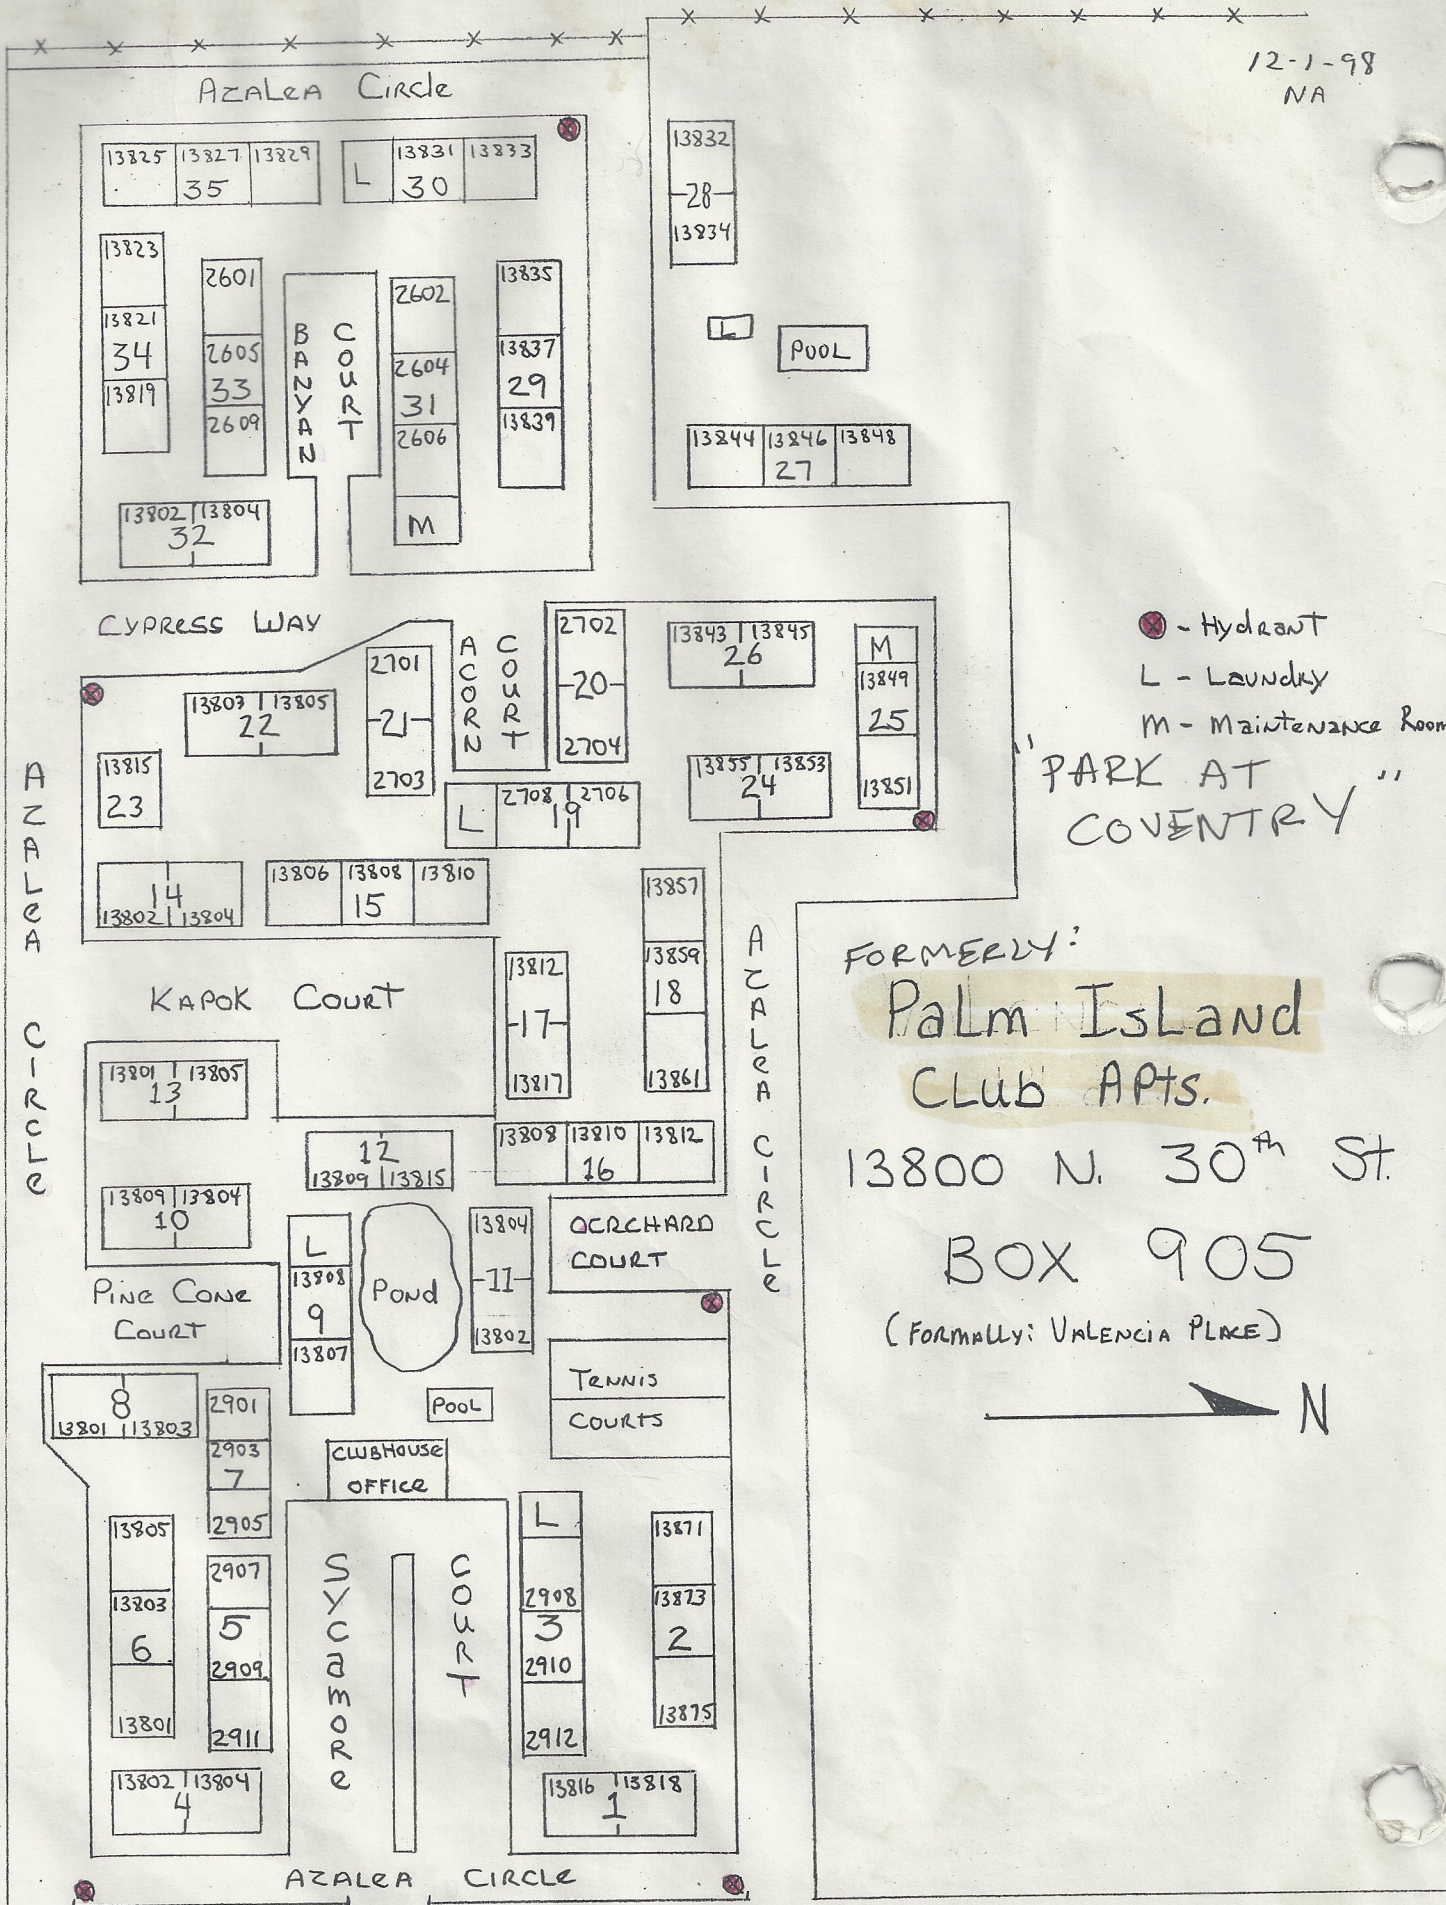 12-1-98
NA
AZALEA CIRCLE
13825 13827 13829
35
L 13831 13833
30
13832
28
13834
13823
13821
34
13819
2601
2605
33
2609
BANYAN COURT
2602
2604
31
2606
M
13835
13837
29
13839
L
POOL
13844 13846 13848
27
13802 13804
32
CYPRESS WAY
13803 13805
22
13815
23
2701
21
2703
ACORN COURT
2702
20
2704
13843 13845
26
M
13849
25
13851
13855 13853
24
L 2708 2706
19
14
13802 13804
13806 13808 13810
15
13857
13859
18
13861
13812
17
13817
AZALEA CIRCLE
KAPOK COURT
13801 13805
13
12
13809 13815
13808 13810 13812
16
13809 13804
10
L
13808
9
13807
POND
13804
11
13802
OCRCHARD
COURT
AZALEA CIRCLE
PINE CONE
COURT
8
13801 13803
2901
2903
7
2905
POOL
TENNIS
COURTS
CLUBHOUSE
OFFICE
13805
13803
6
13801
2907
5
2909
2911
SYCAMORE COURT
L
2908
3
2910
2912
13871
13873
2
13875
13802 13804
4
13816 13818
1
AZALEA CIRCLE
- Hydrant
L - Laundry
M - Maintenance Room
"PARK AT
COVENTRY"
FORMERLY:
Palm Island
Club Apts.
13800 N. 30th St.
BOX 905
(FORMALLY: VALENCIA PLACE)
N